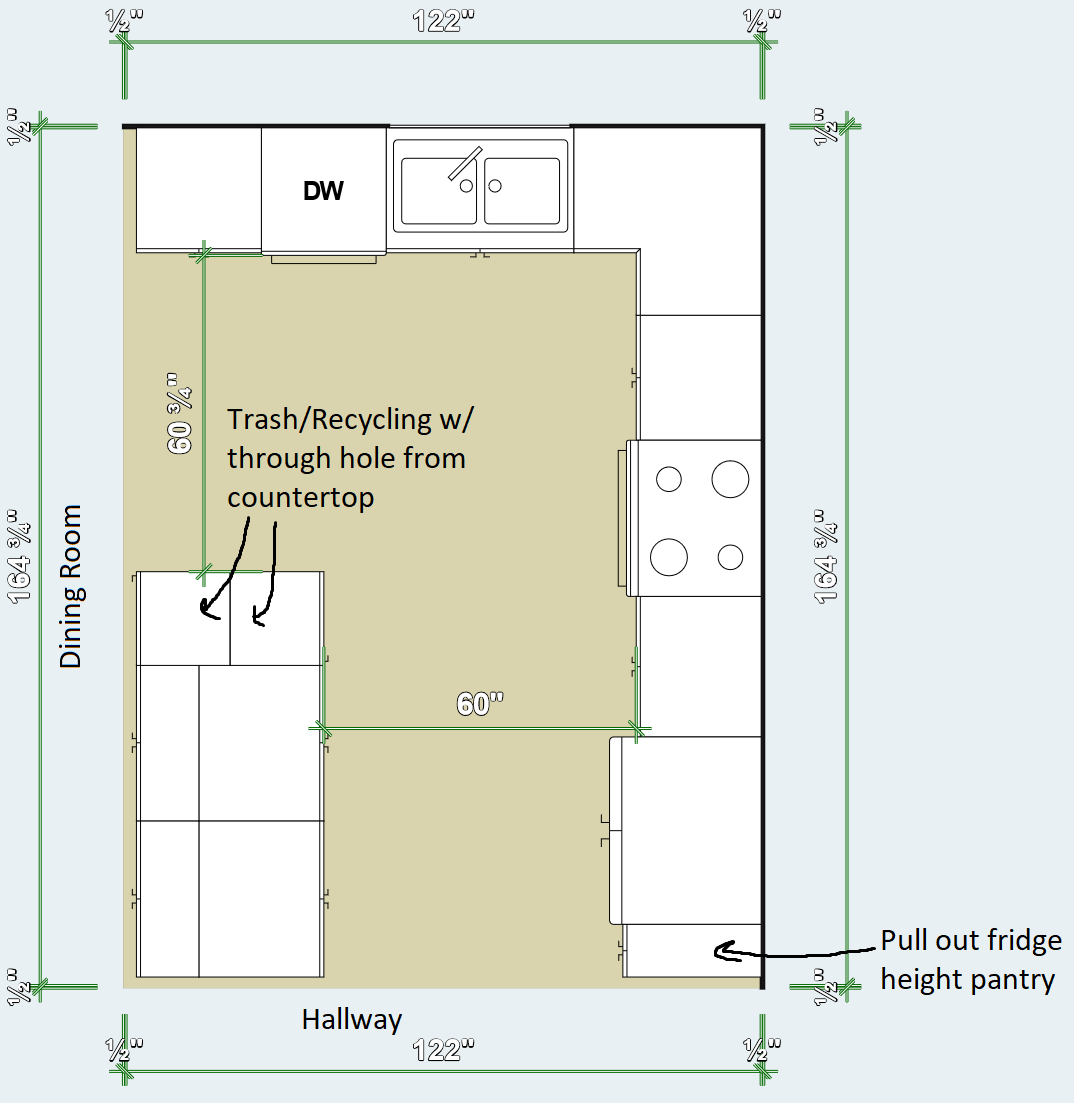 ½" 122" ½"
½" ½"
DW
60 ¾"
Trash/Recycling w/
through hole from
countertop
164 ¾"
Dining Room
164 ¾"
60"
Pull out fridge
height pantry
½" ½"
Hallway
½" 122" ½"